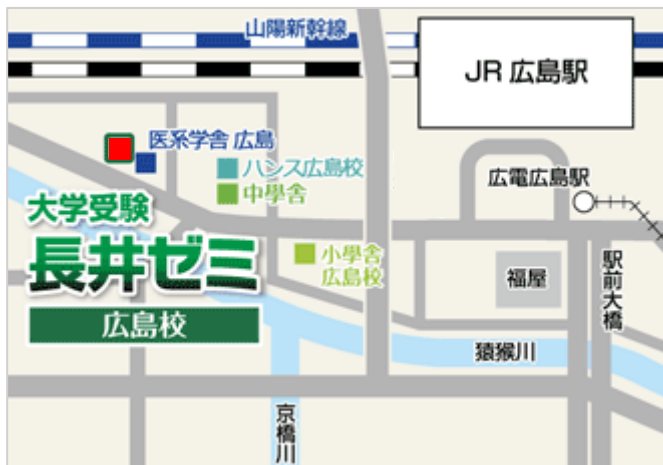 山陽新幹線
JR 広島駅
医系学舎 広島
ハンス広島校
中學舎
広電広島駅
大学受験
長井ゼミ
広島校
小學舎
広島校
福屋
駅前大橋
猿猴川
京橋川